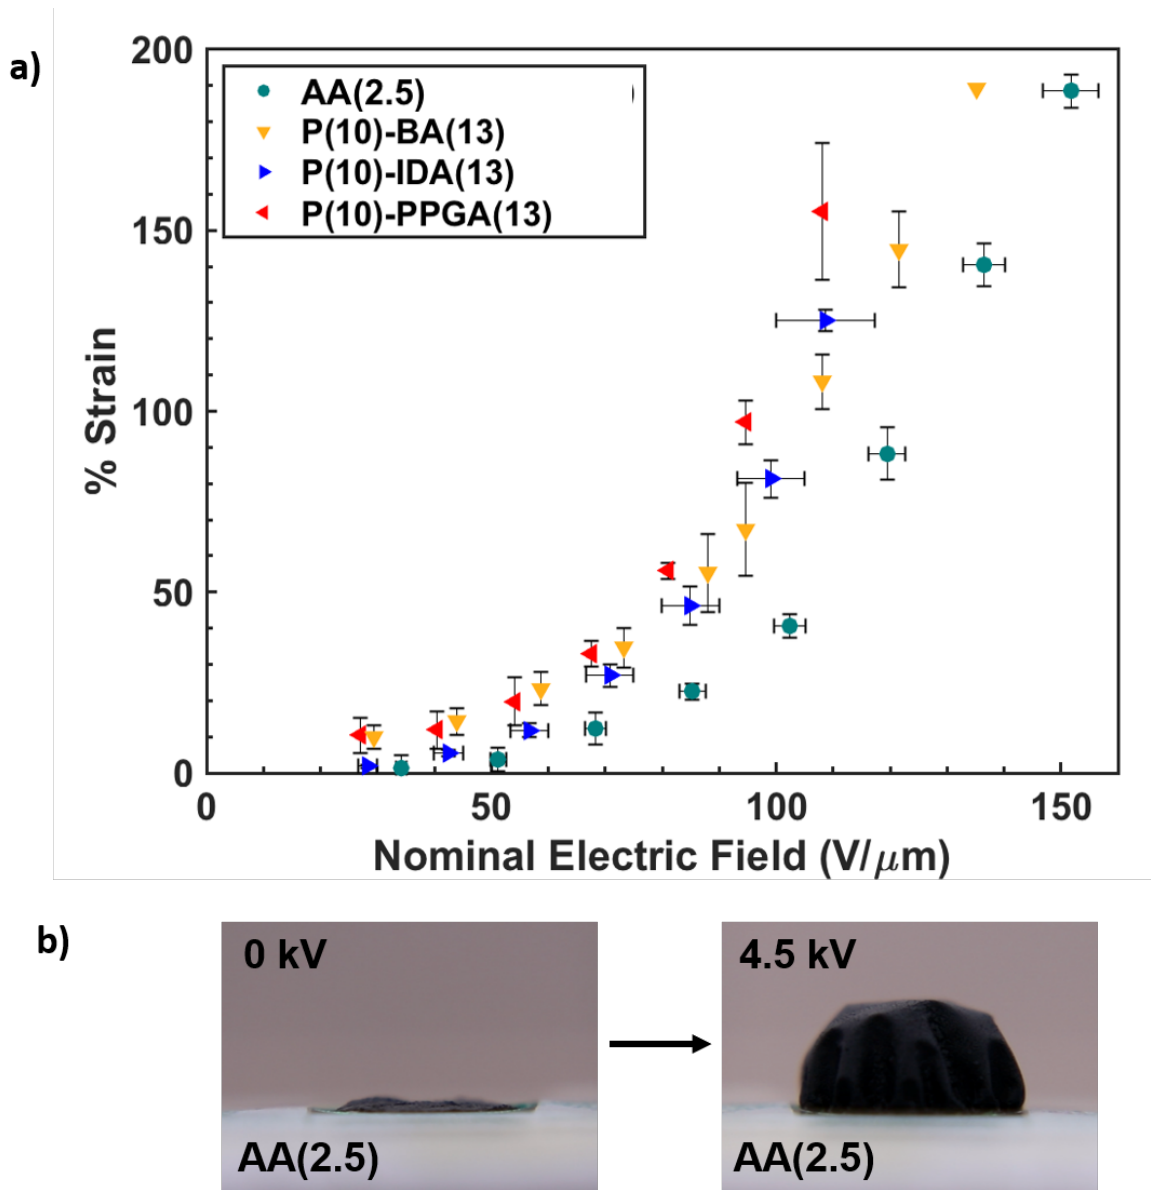 a)
200
150
100
50
0
% Strain
AA(2.5)
P(10)-BA(13)
P(10)-IDA(13)
P(10)-PPGA(13)
0 50 100 150
Nominal Electric Field (V/μm)
b)
0 kV
AA(2.5)
4.5 kV
AA(2.5)